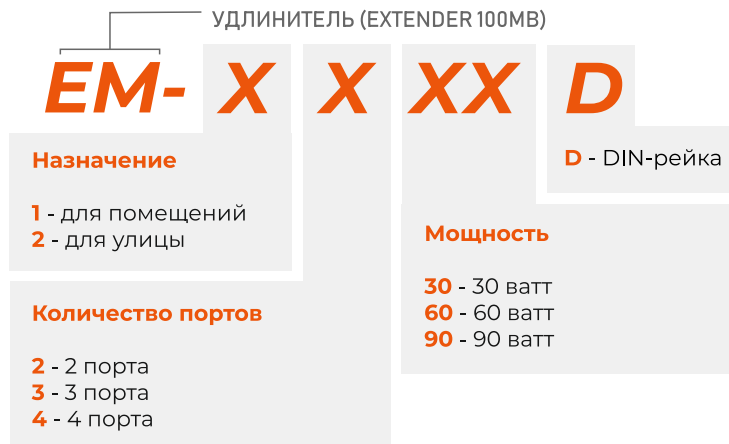 УДЛИНИТЕЛЬ (EXTENDER 100MB)
EM- X X XX D
Назначение
1 - для помещений
2 - для улицы
D - DIN-рейка
Мощность
30 - 30 ватт
60 - 60 ватт
90 - 90 ватт
Количество портов
2 - 2 порта
3 - 3 порта
4 - 4 порта